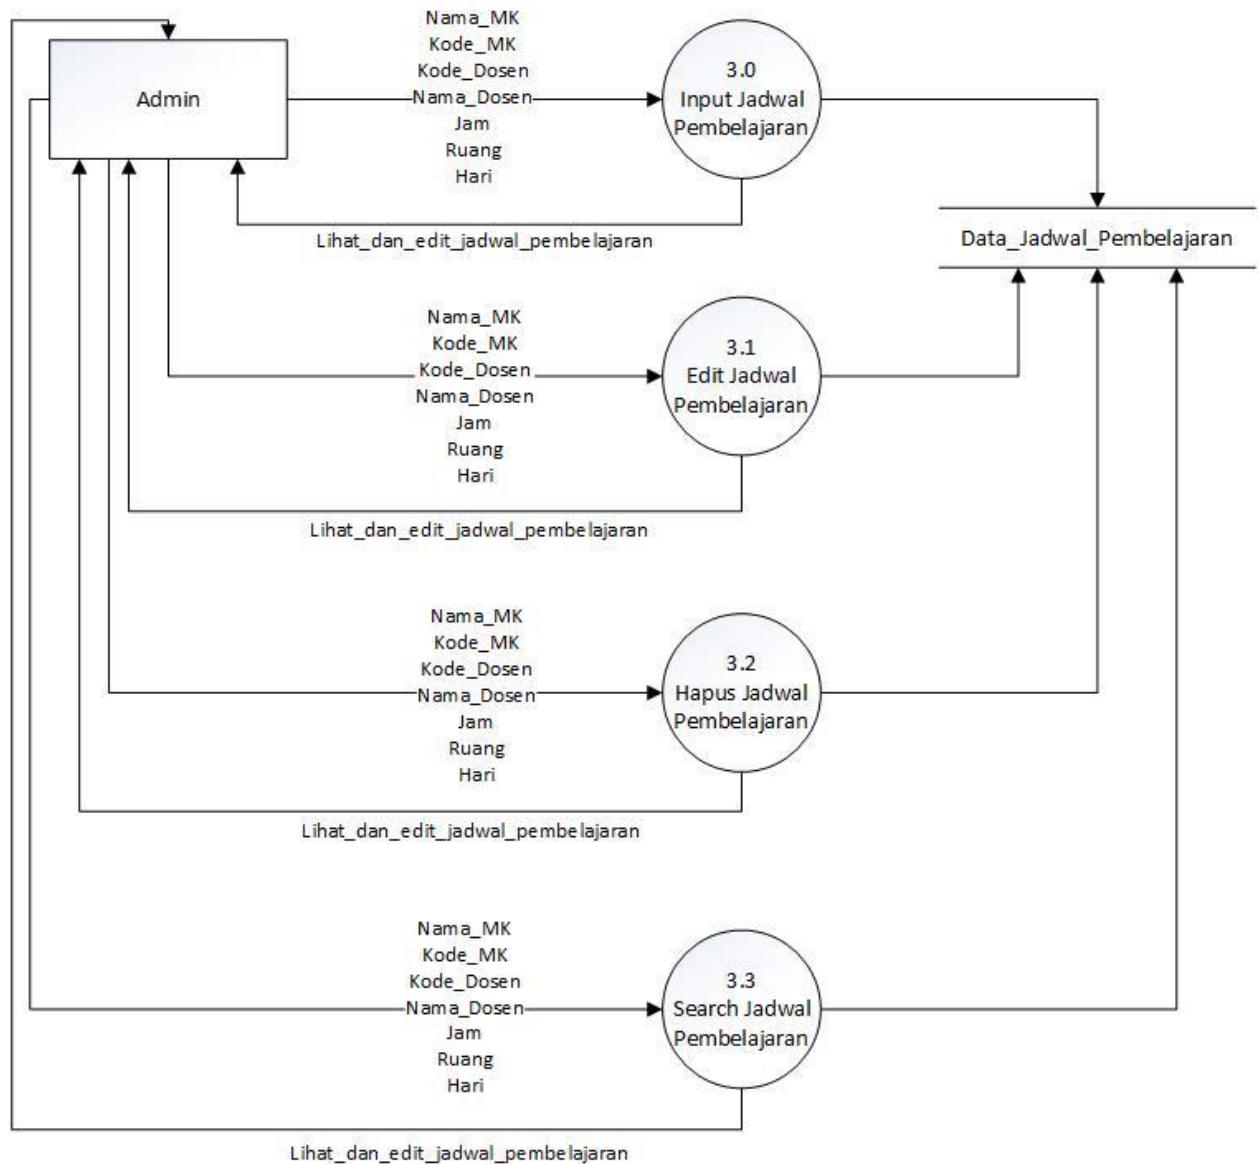 Admin
Nama_MK
Kode_MK
Kode_Dosen
Nama_Dosen
Jam
Ruang
Hari
3.0
Input Jadwal
Pembelajaran
Lihat_dan_edit_jadwal_pembelajaran
Data_Jadwal_Pembelajaran
Nama_MK
Kode_MK
Kode_Dosen
Nama_Dosen
Jam
Ruang
Hari
3.1
Edit Jadwal
Pembelajaran
Lihat_dan_edit_jadwal_pembelajaran
Nama_MK
Kode_MK
Kode_Dosen
Nama_Dosen
Jam
Ruang
Hari
3.2
Hapus Jadwal
Pembelajaran
Lihat_dan_edit_jadwal_pembelajaran
Nama_MK
Kode_MK
Kode_Dosen
Nama_Dosen
Jam
Ruang
Hari
3.3
Search Jadwal
Pembelajaran
Lihat_dan_edit_jadwal_pembelajaran